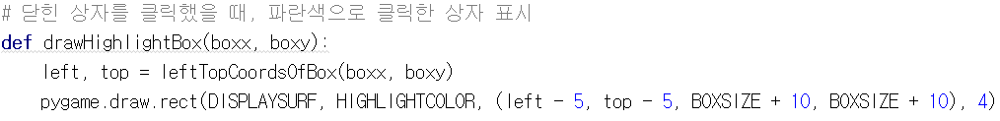 # 닫힌 상자를 클릭했을 때, 파란색으로 클릭한 상자 표시
def drawHighlightBox(boxx, boxy):
    left, top = leftTopCoordsOfBox(boxx, boxy)
    pygame.draw.rect(DISPLAYSURF, HIGHLIGHTCOLOR, (left - 5, top - 5, BOXSIZE + 10, BOXSIZE + 10), 4)